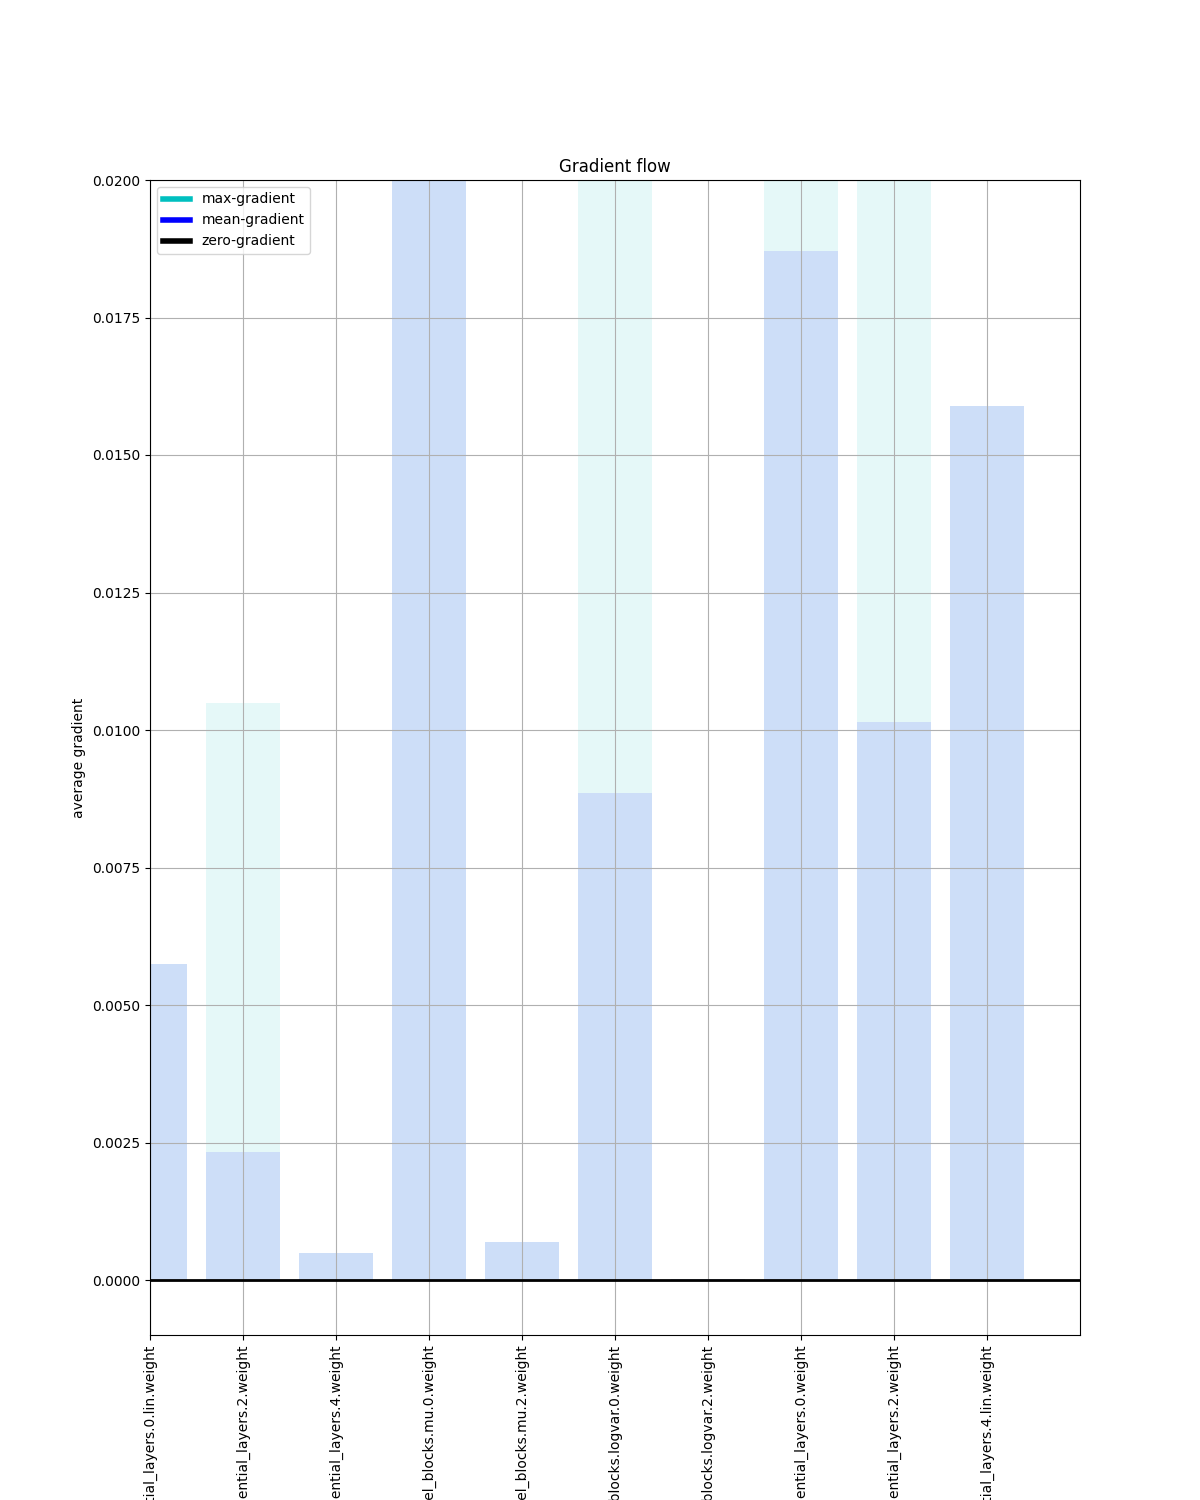 Gradient flow
max-gradient
mean-gradient
zero-gradient
0.0200
0.0175
0.0150
0.0125
0.0100
0.0075
0.0050
0.0025
0.0000
average gradient
tial_layers.0.lin.weight
ential_layers.2.weight
ential_layers.4.weight
el_blocks.mu.0.weight
el_blocks.mu.2.weight
blocks.logvar.0.weight
blocks.logvar.2.weight
ential_layers.0.weight
ential_layers.2.weight
tial_layers.4.lin.weight